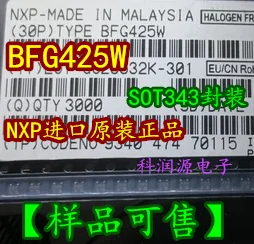 NXP-MADE IN MALAYSIA HALOGEN FR
(30P)TYPE BFG425W
BFG425W
EU/CN RoH
(Q)QTY 3000
SOT343封装
NXP进口原装正品
70115
科润源电子
【样品可售】